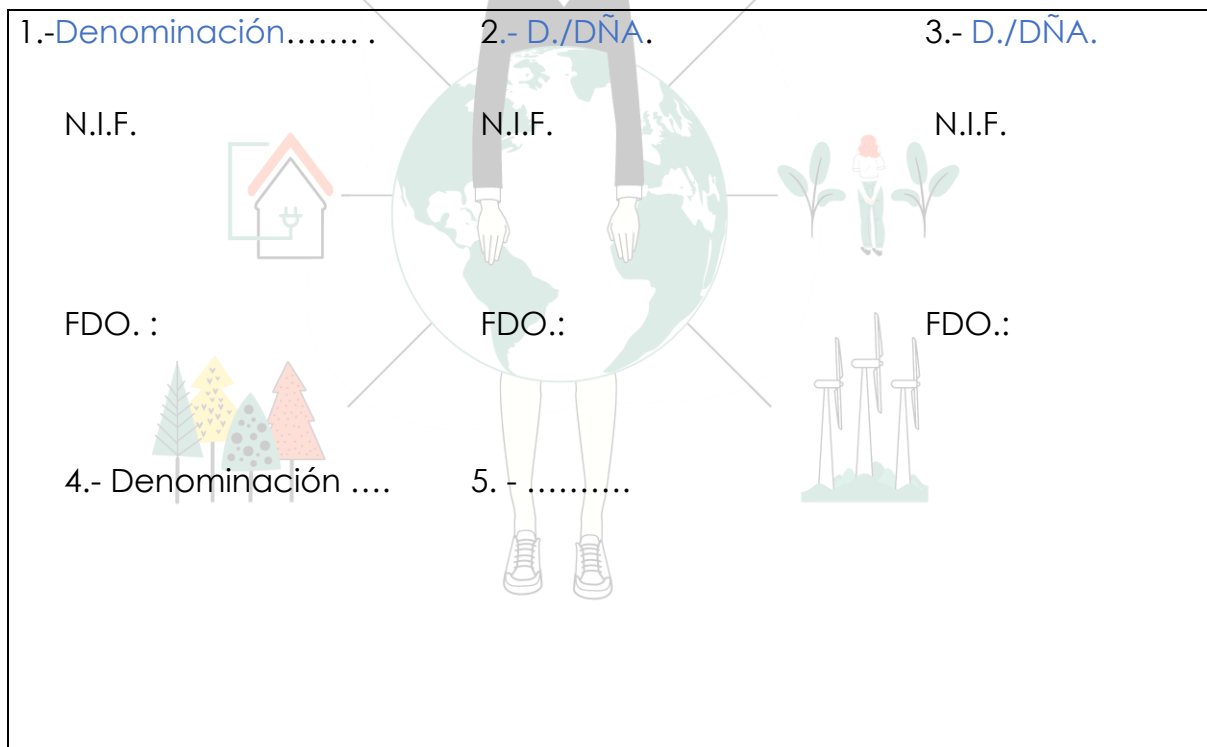 1.-Denominación....... . 2.- D./DÑA. 3.- D./DÑA.
N.I.F. N.I.F. N.I.F.
FDO. : FDO.: FDO.:
4.- Denominación .... 5. - ..........